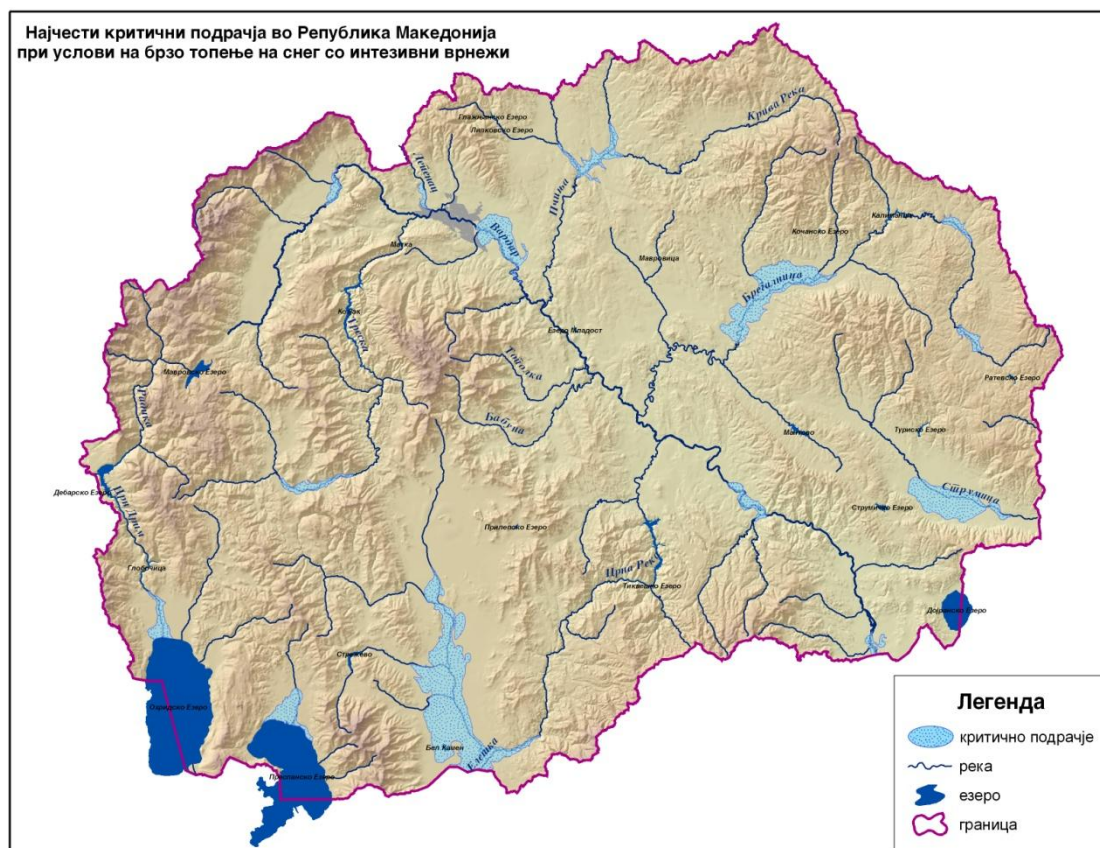 Најчести критични подрачја во Република Македонија
при услови на брзо топење на снег со интезивни врнежи
Глажњанско Езеро
Липковско Езеро
Крива Река
Лепенац
Пчиња
Калиманци
Кочанско Езеро
Вардар
Матка
Мавровица
Брегалница
Козјак
Треска
Езеро Младост
Тополка
Мавровско Езеро
Ратевско Езеро
Радика
Бабуна
Туриско Езеро
Мантово
Дебарско Езеро
Црн Дрим
Струмица
Струмичко Езеро
Прилепско Езеро
Глобочица
Црна Река
Тиквешко Езеро
Дојранско Езеро
Стрежево
Охридско Езеро
Бел Камен
Елешка
Преспанско Езеро
Легенда
критично подрачје
река
езеро
граница